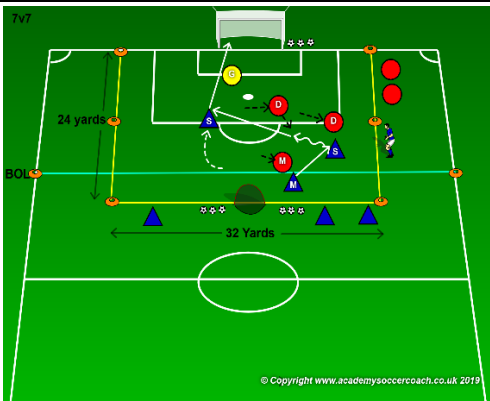 7v7
G
D
D
S
24 yards
S
M
BOL
M
32 Yards
© Copyright www.academysoccercoach.co.uk 2019